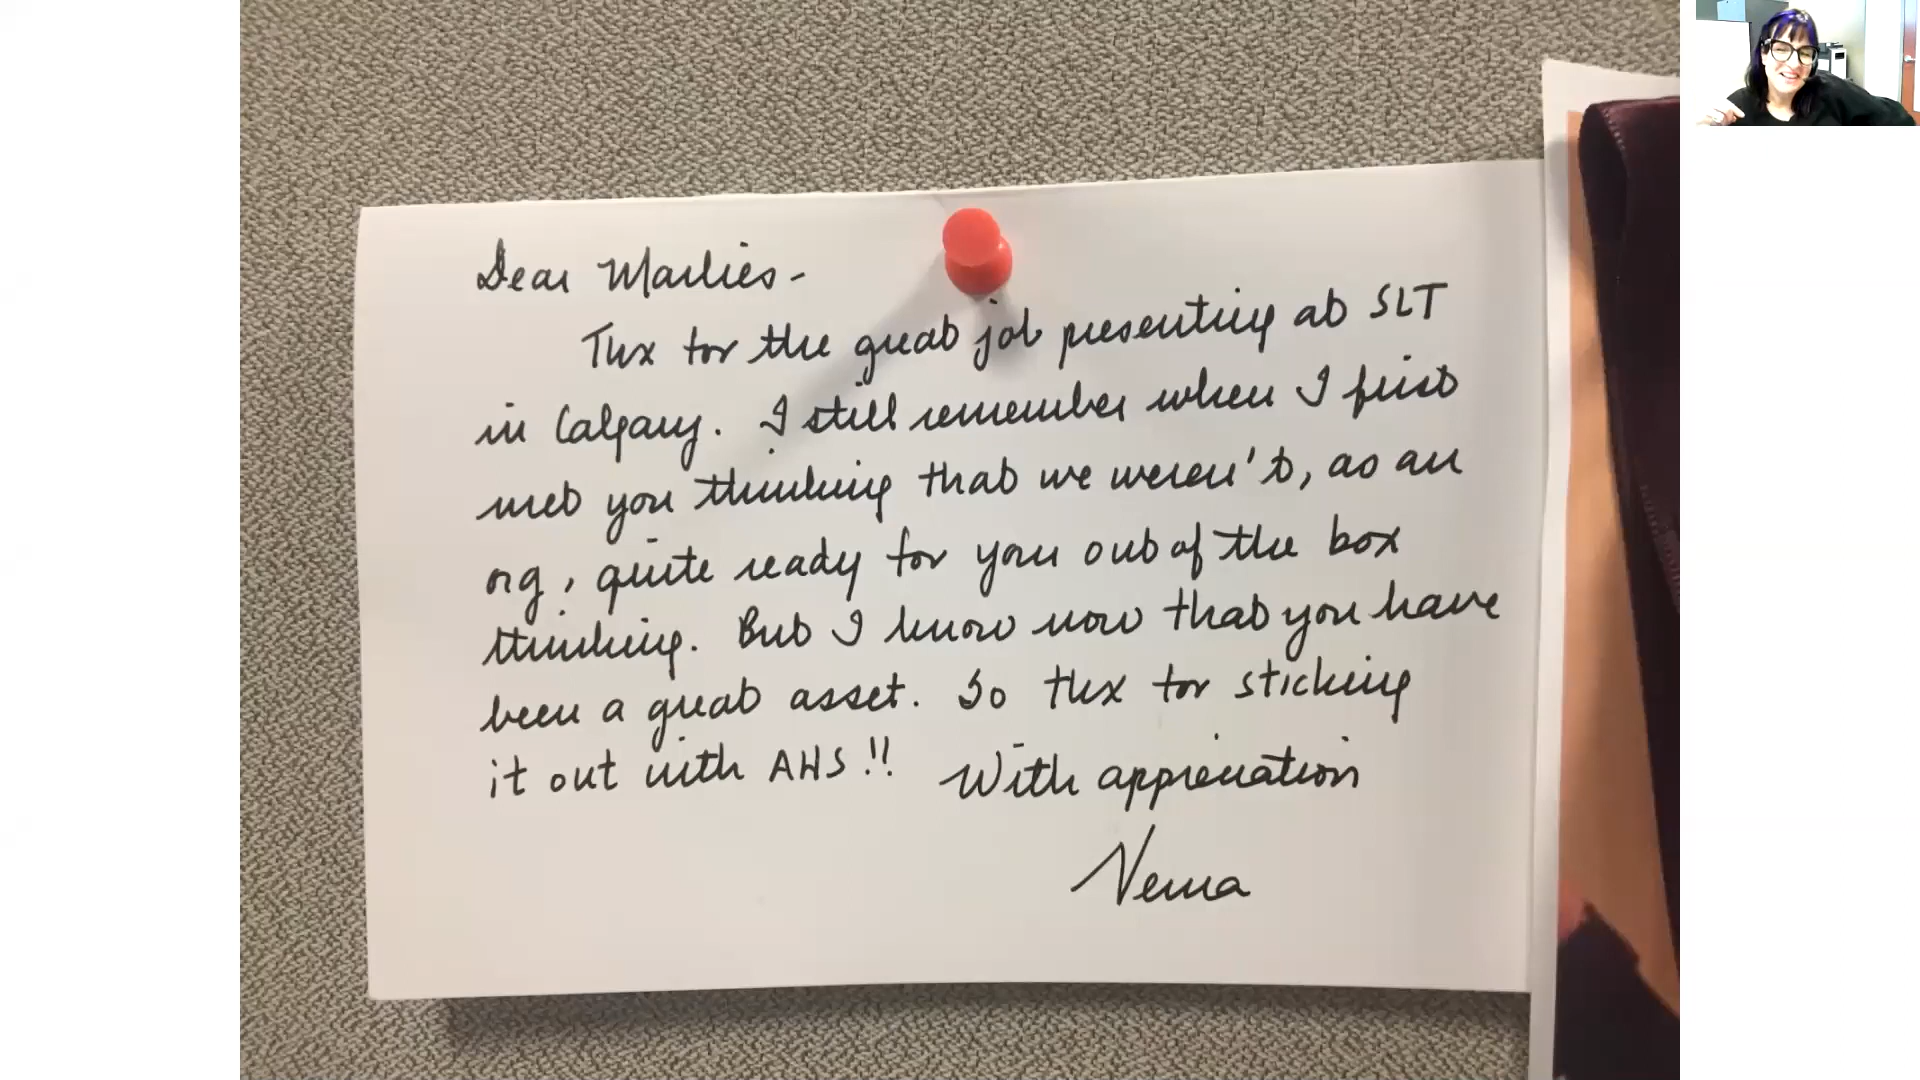 Dear Marlies -
Thx for the great job presenting at SLT
in Calgary. I still remember when I first
met you thinking that we weren't, as an
org, quite ready for you out of the box
thinking. But I know now that you have
been a great asset. So thx for sticking
it out with AHS!!
With appreciation
Verna